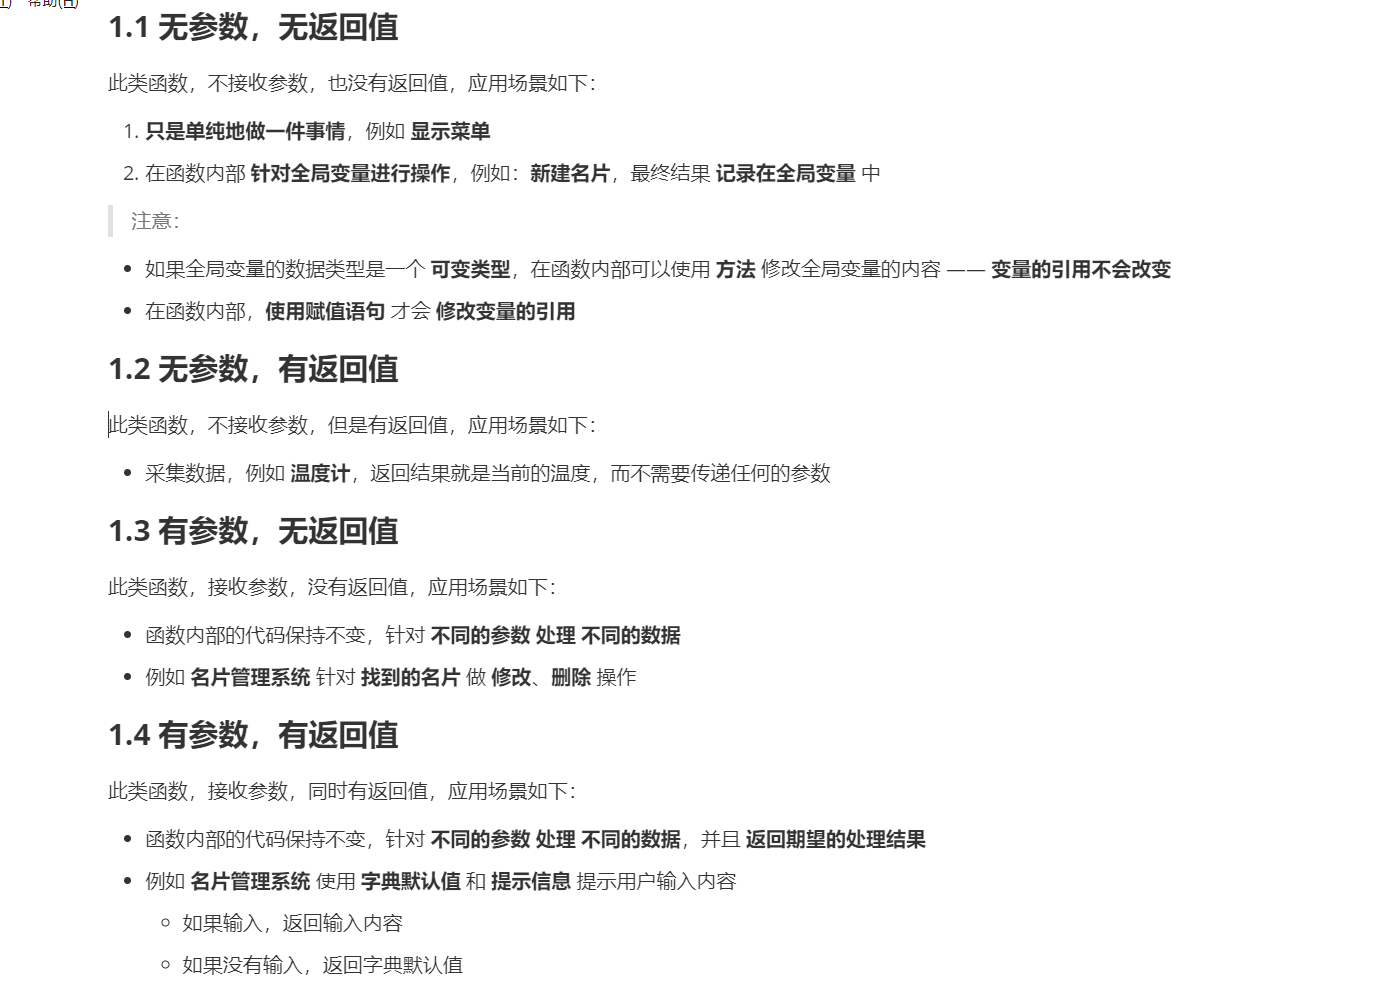 帮助(H)
1.1 无参数，无返回值
此类函数，不接收参数，也没有返回值，应用场景如下：
1. 只是单纯地做一件事情，例如 显示菜单
2. 在函数内部 针对全局变量进行操作，例如：新建名片，最终结果 记录在全局变量 中
注意：
• 如果全局变量的数据类型是一个 可变类型，在函数内部可以使用 方法 修改全局变量的内容 —— 变量的引用不会改变
• 在函数内部，使用赋值语句 才会 修改变量的引用
1.2 无参数，有返回值
此类函数，不接收参数，但是有返回值，应用场景如下：
• 采集数据，例如 温度计，返回结果就是当前的温度，而不需要传递任何的参数
1.3 有参数，无返回值
此类函数，接收参数，没有返回值，应用场景如下：
• 函数内部的代码保持不变，针对 不同的参数 处理 不同的数据
• 例如 名片管理系统 针对 找到的名片 做 修改、删除 操作
1.4 有参数，有返回值
此类函数，接收参数，同时有返回值，应用场景如下：
• 函数内部的代码保持不变，针对 不同的参数 处理 不同的数据，并且 返回期望的处理结果
• 例如 名片管理系统 使用 字典默认值 和 提示信息 提示用户输入内容
◦ 如果输入，返回输入内容
◦ 如果没有输入，返回字典默认值